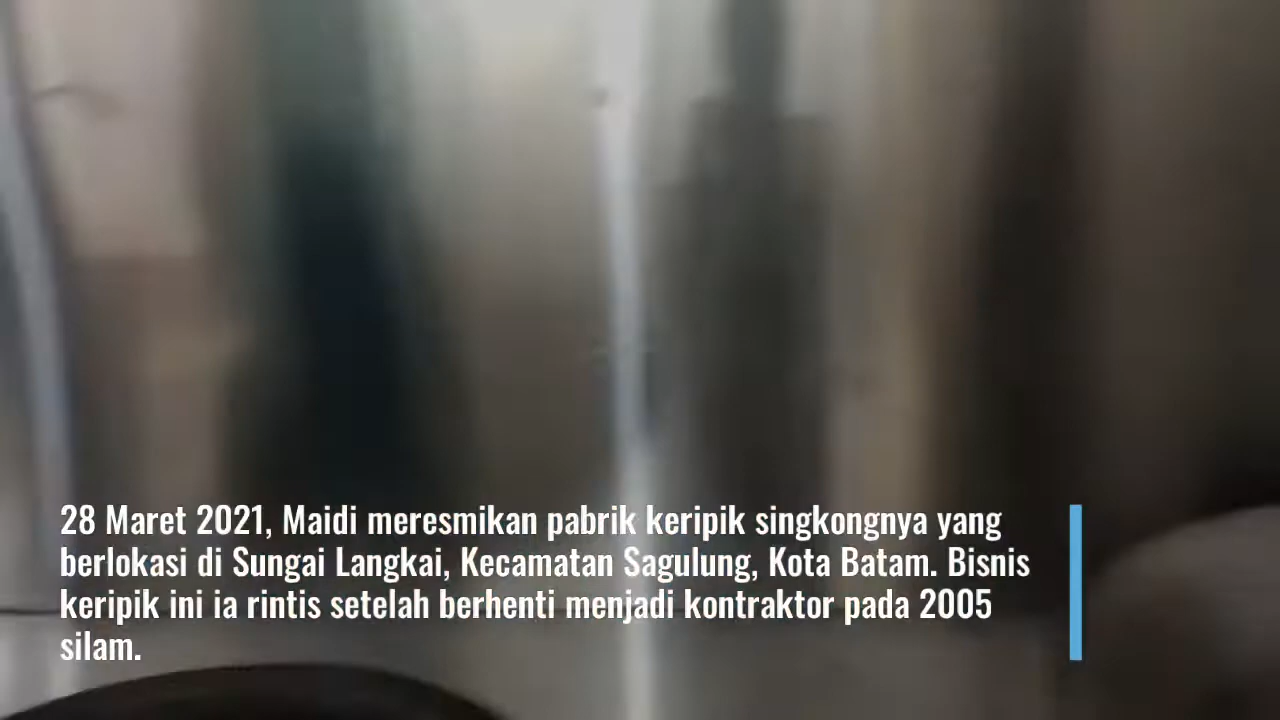 28 Maret 2021, Maidi meresmikan pabrik keripik singkongnya yang
berlokasi di Sungai Langkai, Kecamatan Sagulung, Kota Batam. Bisnis
keripik ini ia rintis setelah berhenti menjadi kontraktor pada 2005
silam.